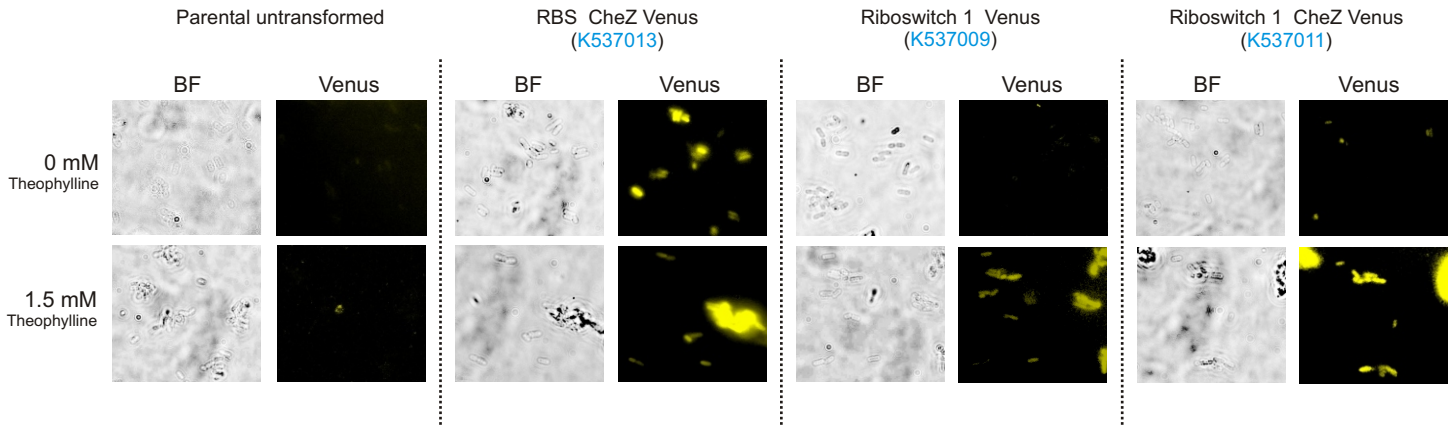 Parental untransformed
RBS CheZ Venus
(K537013)
Riboswitch 1 Venus
(K537009)
Riboswitch 1 CheZ Venus
(K537011)
BF Venus BF Venus BF Venus BF Venus
0 mM
Theophylline
1.5 mM
Theophylline